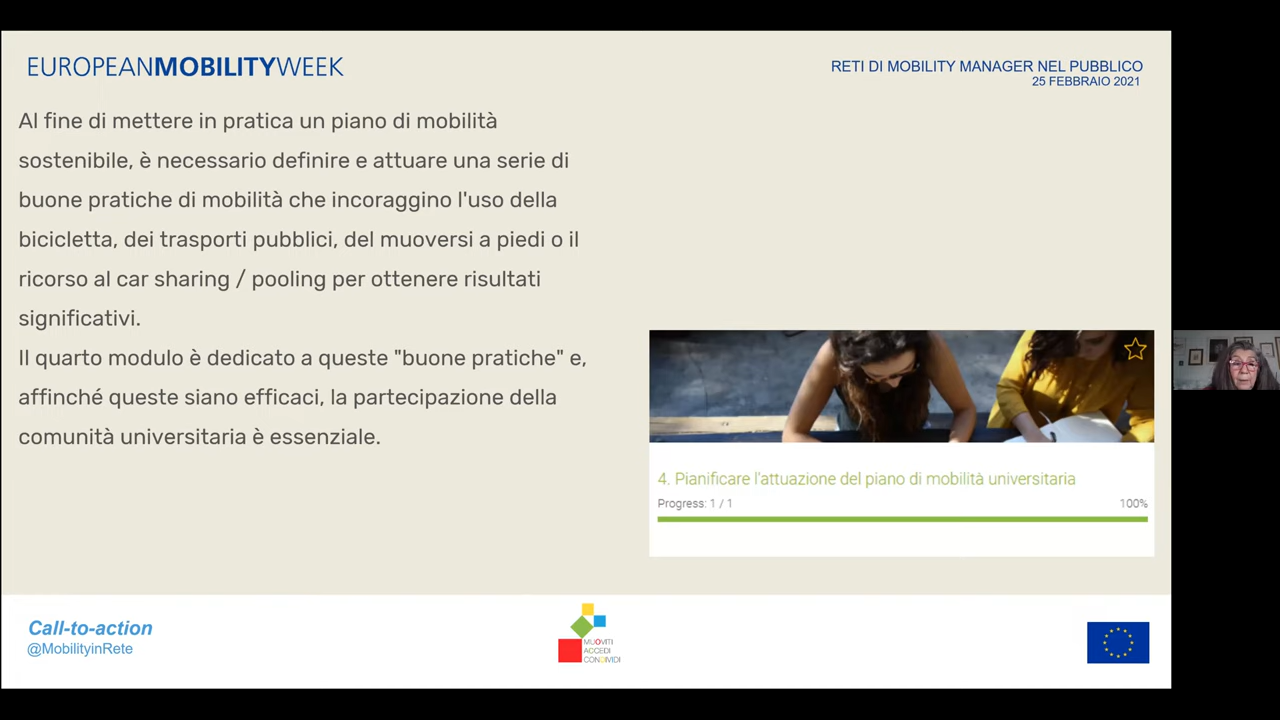 EUROPEANMOBILITYWEEK
RETI DI MOBILITY MANAGER NEL PUBBLICO
25 FEBBRAIO 2021
Al fine di mettere in pratica un piano di mobilità
sostenibile, è necessario definire e attuare una serie di
buone pratiche di mobilità che incoraggino l'uso della
bicicletta, dei trasporti pubblici, del muoversi a piedi o il
ricorso al car sharing / pooling per ottenere risultati
significativi.
Il quarto modulo è dedicato a queste "buone pratiche" e,
affinché queste siano efficaci, la partecipazione della
comunità universitaria è essenziale.
4. Pianificare l'attuazione del piano di mobilità universitaria
Progress: 1 / 1 100%
Call-to-action
@MobilityinRete
MUOVITI
ACCEDI
CONDIVIDI